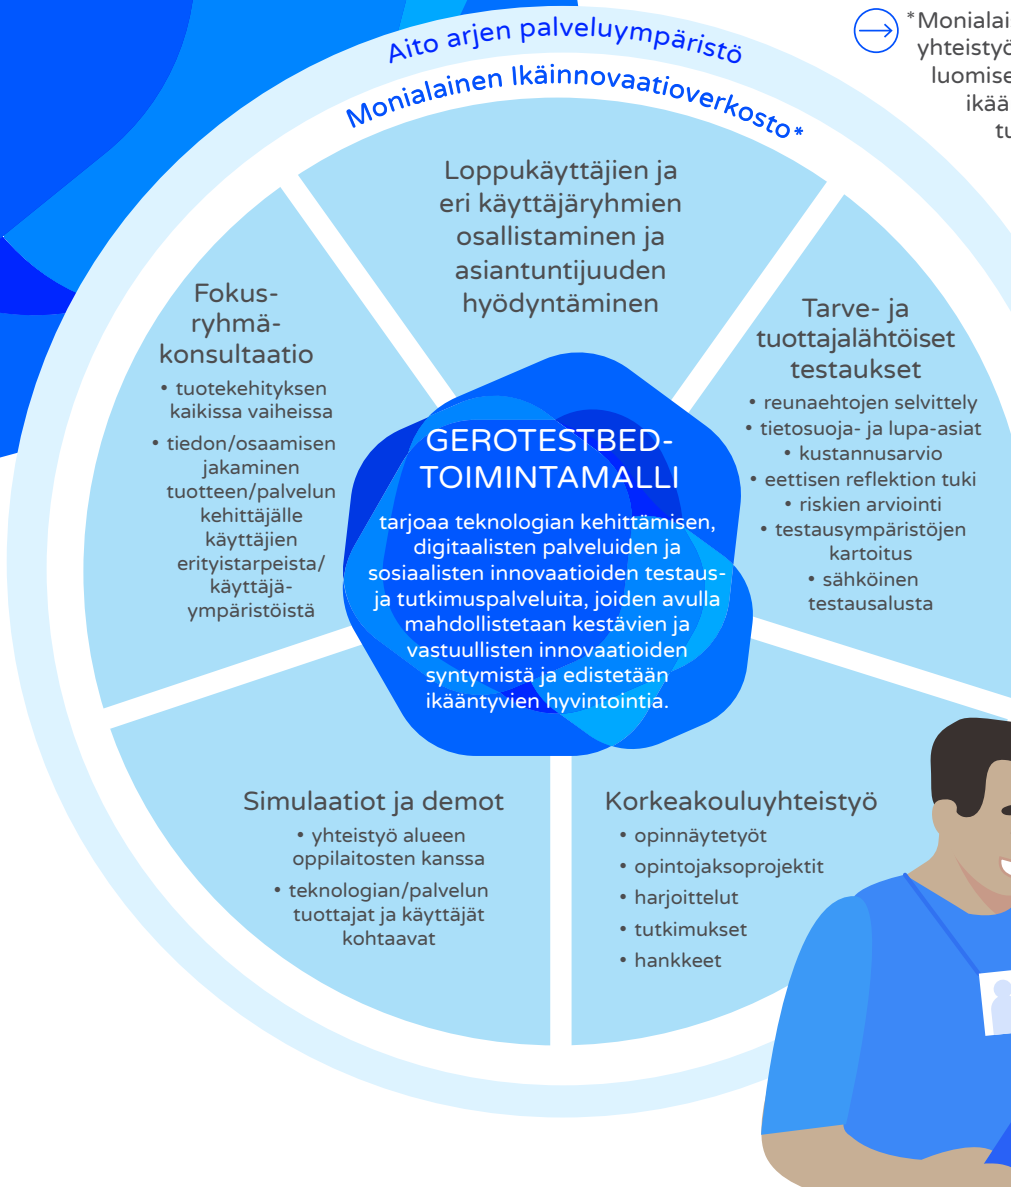 Aito arjen palveluympäristö
Monialainen Ikäinnovaatioverkosto*
Loppukäyttäjien ja
eri käyttäjäryhmien
osallistaminen ja
asiantuntijuuden
hyödyntäminen
Fokus-
ryhmä-
konsultaatio
• tuotekehityksen
kaikissa vaiheissa
• tiedon/osaamisen
jakaminen
tuotteen/palvelun
kehittäjälle
käyttäjien
erityistarpeista/
käyttäjä-
ympäristöistä
Tarve- ja
tuottajalähtöiset
testaukset
• reunaehtojen selvittely
• tietosuoja- ja lupa-asiat
• kustannusarvio
• eettisen reflektion tuki
• riskien arviointi
• testausympäristöjen
kartoitus
• sähköinen
testausalusta
GEROTESTBED-
TOIMINTAMALLI
tarjoaa teknologian kehittämisen,
digitaalisten palveluiden ja
sosiaalisten innovaatioiden testaus-
ja tutkimuspalveluita, joiden avulla
mahdollistetaan kestävien ja
vastuullisten innovaatioiden
syntymistä ja edistetään
ikääntyvien hyvintointia.
Simulaatiot ja demot
• yhteistyö alueen
oppilaitosten kanssa
• teknologian/palvelun
tuottajat ja käyttäjät
kohtaavat
Korkeakouluyhteistyö
• opinnäytetyöt
• opintojaksoprojektit
• harjoittelut
• tutkimukset
• hankkeet